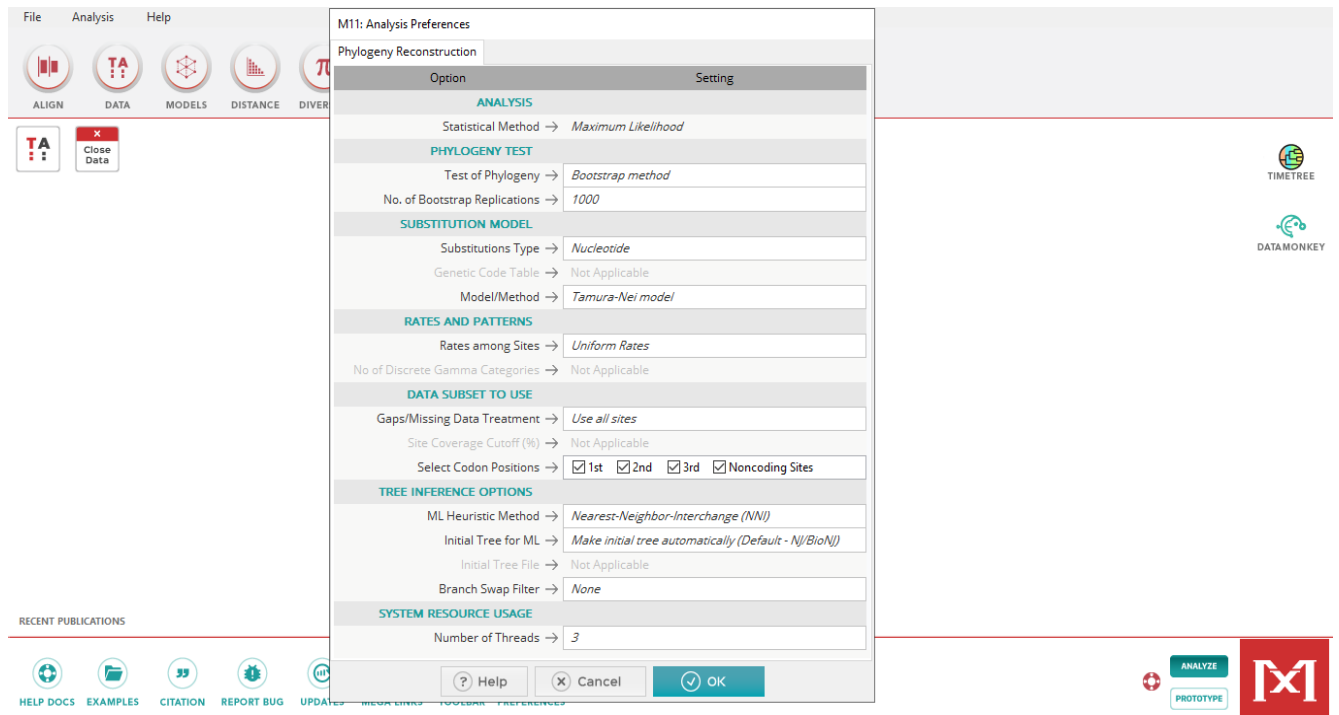 File Analysis Help
M11: Analysis Preferences
Phylogeny Reconstruction
Option Setting
ALIGN DATA MODELS DISTANCE
TA
π
ANALYSIS
Statistical Method → Maximum Likelihood
TA
× Close Data
PHYLOGENY TEST
Test of Phylogeny → Bootstrap method
No. of Bootstrap Replications → 1000
TIMETREE
SUBSTITUTION MODEL
Substitutions Type → Nucleotide
DATAMONKEY
Genetic Code Table → Not Applicable
Model/Method → Tamura-Nei model
RATES AND PATTERNS
Rates among Sites → Uniform Rates
No of Discrete Gamma Categories → Not Applicable
DATA SUBSET TO USE
Gaps/Missing Data Treatment → Use all sites
Site Coverage Cutoff (%) → Not Applicable
Select Codon Positions → 1st 2nd 3rd Noncoding Sites
TREE INFERENCE OPTIONS
ML Heuristic Method → Nearest-Neighbor-Interchange (NNI)
Initial Tree for ML → Make initial tree automatically (Default - NJ/BioNJ)
Initial Tree File → Not Applicable
Branch Swap Filter → None
SYSTEM RESOURCE USAGE
Number of Threads → 3
RECENT PUBLICATIONS
? Help × Cancel OK
HELP DOCS EXAMPLES CITATION REPORT BUG UPDATES MEGA LINKS TOOLBAR PREFERENCES
ANALYZE
PROTOTYPE
M